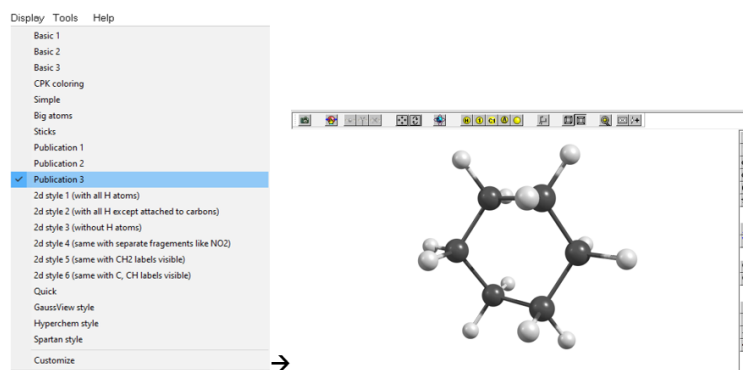 Display Tools Help
Basic 1
Basic 2
Basic 3
CPK coloring
Simple
Big atoms
Sticks
Publication 1
Publication 2
Publication 3
2d style 1 (with all H atoms)
2d style 2 (with all H except attached to carbons)
2d style 3 (without H atoms)
2d style 4 (same with separate fragements like NO2)
2d style 5 (same with CH2 labels visible)
2d style 6 (same with C, CH labels visible)
Quick
GaussView style
Hyperchem style
Spartan style
Customize